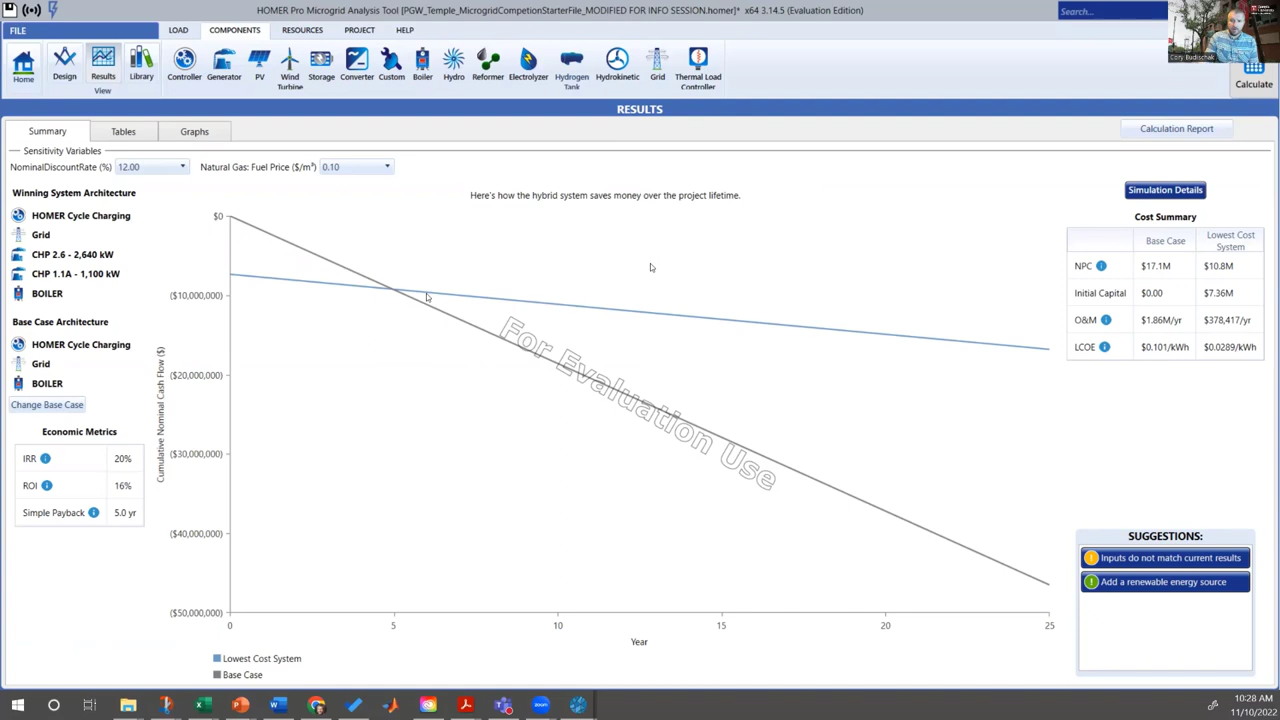 HOMER Pro Microgrid Analysis Tool [PGW_Temple_MicrogridCompetionStarterFile_MODIFIED FOR INFO SESSION.homer]* x64 3.14.5 (Evaluation Edition)
Search...
FILE
LOAD COMPONENTS RESOURCES PROJECT HELP
Home
Design Results Library
View
Controller Generator PV Wind Turbine Storage Converter Custom Boiler Hydro Reformer Electrolyzer Hydrogen Tank Hydrokinetic Grid Thermal Load Controller
Cory Budischak
Calculate
RESULTS
Summary Tables Graphs
Calculation Report
Sensitivity Variables
NominalDiscountRate (%) 12.00 Natural Gas: Fuel Price ($/m³) 0.10
Winning System Architecture
HOMER Cycle Charging
Grid
CHP 2.6 - 2,640 kW
CHP 1.1A - 1,100 kW
BOILER
Base Case Architecture
HOMER Cycle Charging
Grid
BOILER
Change Base Case
Economic Metrics
IRR 20%
ROI 16%
Simple Payback 5.0 yr
Here's how the hybrid system saves money over the project lifetime.
Cumulative Nominal Cash Flow ($)
$0
($10,000,000)
($20,000,000)
($30,000,000)
($40,000,000)
($50,000,000)
For Evaluation Use
0 5 10 15 20 25
Year
Lowest Cost System
Base Case
Simulation Details
Cost Summary
Base Case Lowest Cost System
NPC $17.1M $10.8M
Initial Capital $0.00 $7.36M
O&M $1.86M/yr $378,417/yr
LCOE $0.101/kWh $0.0289/kWh
SUGGESTIONS:
Inputs do not match current results
Add a renewable energy source
10:28 AM
11/10/2022